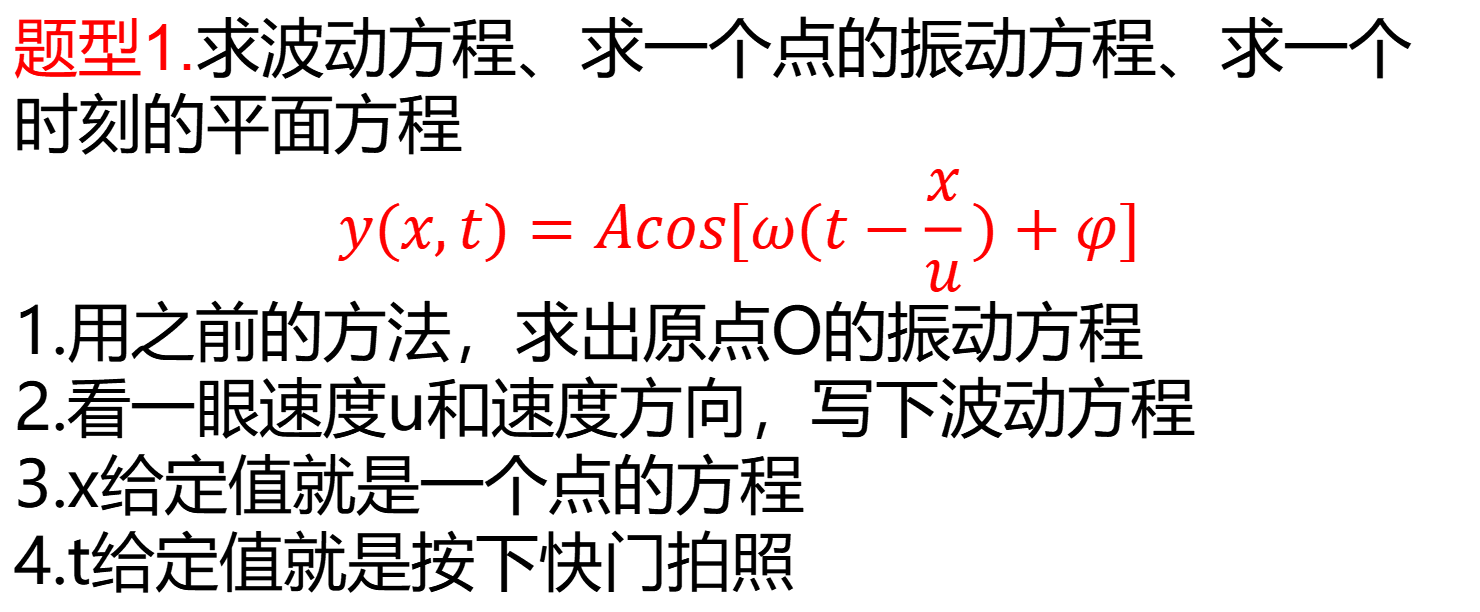 题型1.求波动方程、求一个点的振动方程、求一个
时刻的平面方程
y(x,t) = Acos[ω(t − x/u) + φ]
1.用之前的方法，求出原点O的振动方程
2.看一眼速度u和速度方向，写下波动方程
3.x给定值就是一个点的方程
4.t给定值就是按下快门拍照